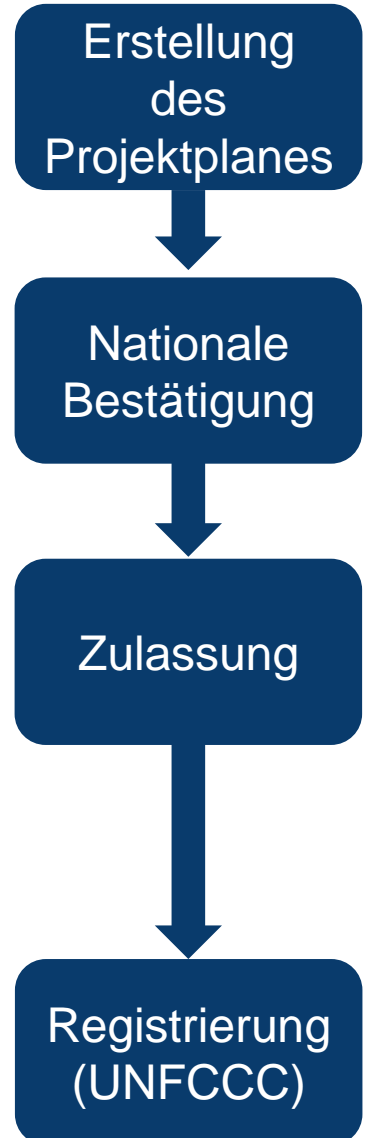 Erstellung
des
Projektplanes
Nationale
Bestätigung
Zulassung
Registrierung
(UNFCCC)